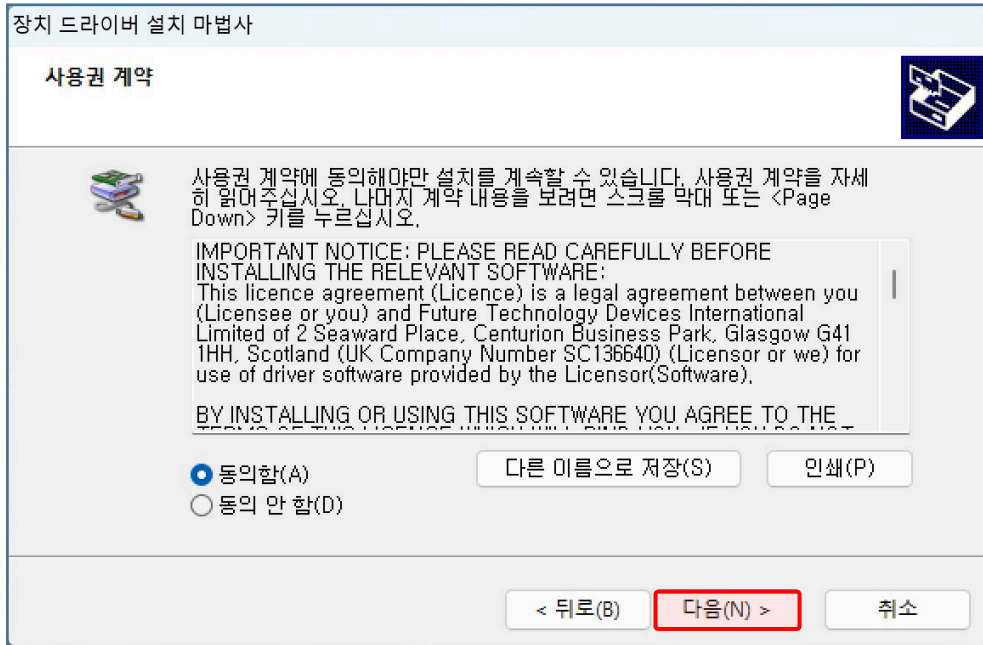 장치 드라이버 설치 마법사
사용권 계약
사용권 계약에 동의해야만 설치를 계속할 수 있습니다. 사용권 계약을 자세
히 읽어주십시오. 나머지 계약 내용을 보려면 스크롤 막대 또는 <Page
Down> 키를 누르십시오.
IMPORTANT NOTICE: PLEASE READ CAREFULLY BEFORE
INSTALLING THE RELEVANT SOFTWARE:
This licence agreement (Licence) is a legal agreement between you
(Licensee or you) and Future Technology Devices International
Limited of 2 Seaward Place, Centurion Business Park, Glasgow G41
1HH, Scotland (UK Company Number SC136640) (Licensor or we) for
use of driver software provided by the Licensor(Software).
BY INSTALLING OR USING THIS SOFTWARE YOU AGREE TO THE
동의함(A)
다른 이름으로 저장(S)
인쇄(P)
동의 안 함(D)
< 뒤로(B)
다음(N) >
취소